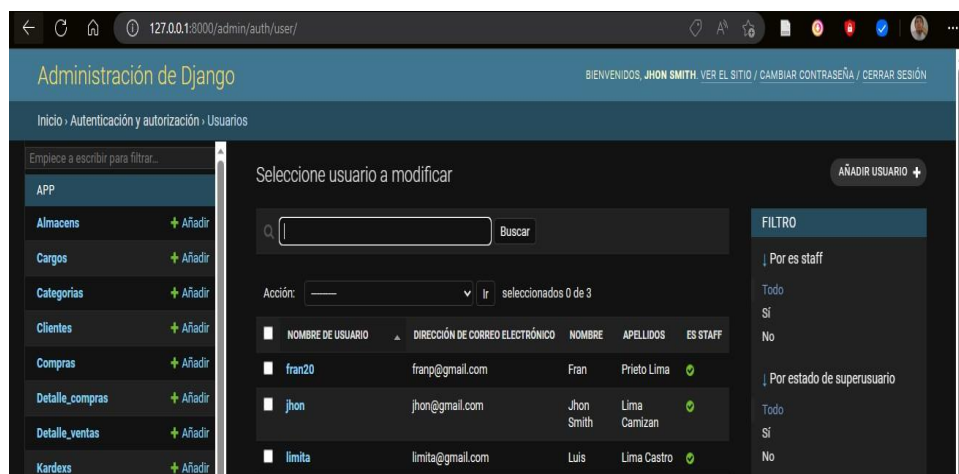 127.0.0.1:8000/admin/auth/user/
Administración de Django
BIENVENIDOS, JHON SMITH. VER EL SITIO / CAMBIAR CONTRASEÑA / CERRAR SESIÓN
Inicio › Autenticación y autorización › Usuarios
Empiece a escribir para filtrar...
APP
Almacens + Añadir
Cargos + Añadir
Categorias + Añadir
Clientes + Añadir
Compras + Añadir
Detalle_compras + Añadir
Detalle_ventas + Añadir
Kardexs + Añadir
Seleccione usuario a modificar
AÑADIR USUARIO +
Buscar
Acción: --------- Ir seleccionados 0 de 3
NOMBRE DE USUARIO DIRECCIÓN DE CORREO ELECTRÓNICO NOMBRE APELLIDOS ES STAFF
fran20 franp@gmail.com Fran Prieto Lima
jhon jhon@gmail.com Jhon Smith Lima Camizan
limita limita@gmail.com Luis Lima Castro
FILTRO
↓ Por es staff
Todo
Sí
No
↓ Por estado de superusuario
Todo
Sí
No